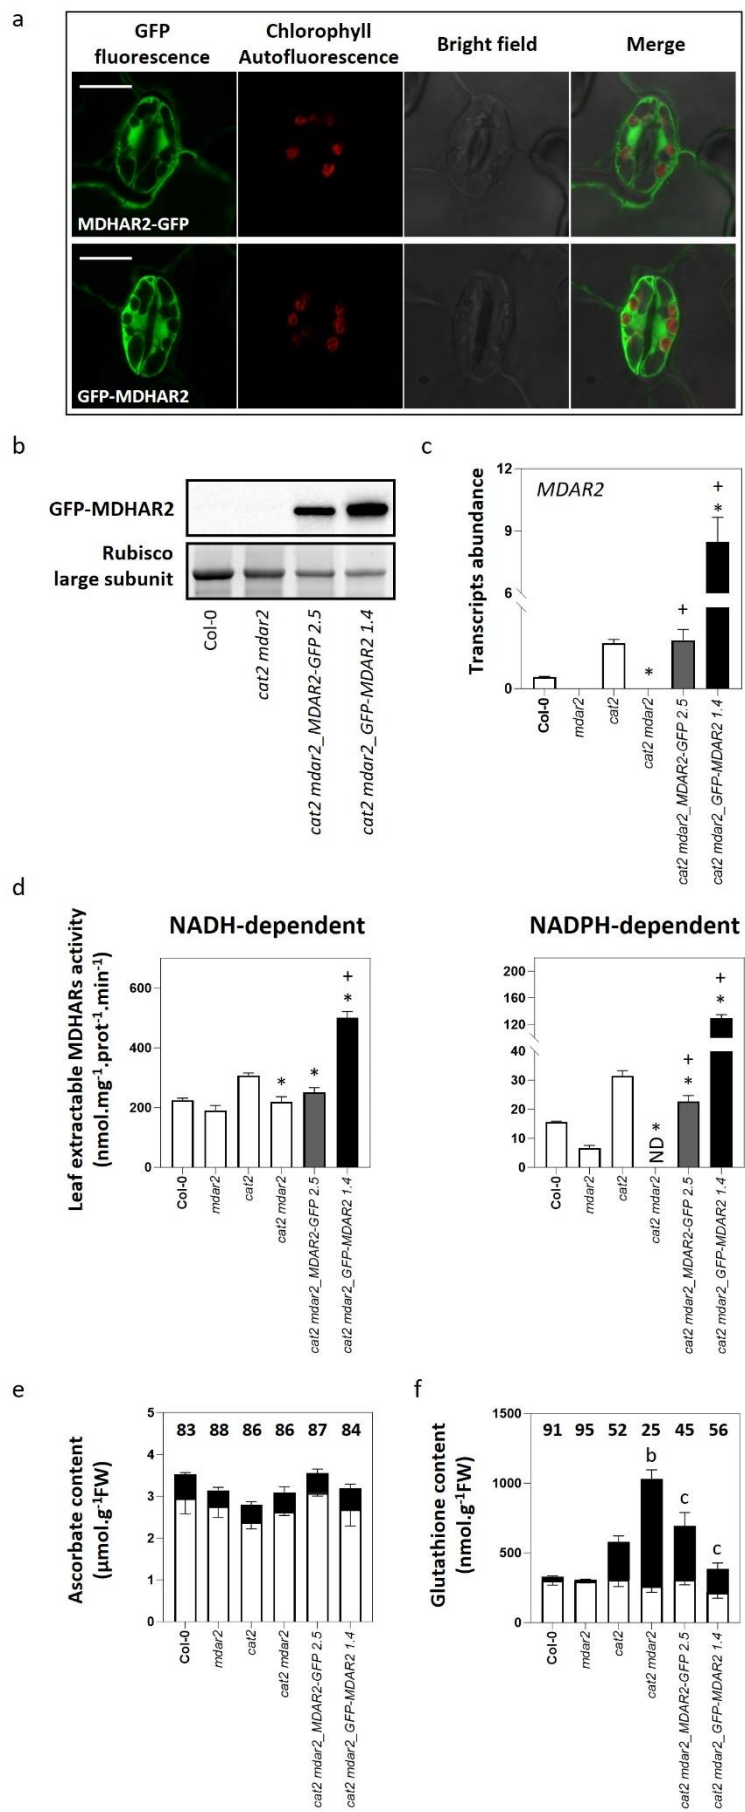 a
GFP
fluorescence
Chlorophyll
Autofluorescence
Bright field
Merge
MDHAR2-GFP
GFP-MDHAR2
b
GFP-MDHAR2
Rubisco
large subunit
Col-0
cat2 mdar2
cat2 mdar2_MDAR2-GFP 2.5
cat2 mdar2_GFP-MDAR2 1.4
c
Transcripts abundance
12
9
6
0
MDAR2
*
+
+
*
Col-0
mdar2
cat2
cat2 mdar2
cat2 mdar2_MDAR2-GFP 2.5
cat2 mdar2_GFP-MDAR2 1.4
d
Leaf extractable MDHARs activity
(nmol.mg⁻¹.prot⁻¹.min⁻¹)
NADH-dependent
600
400
200
0
*
*
+
*
Col-0
mdar2
cat2
cat2 mdar2
cat2 mdar2_MDAR2-GFP 2.5
cat2 mdar2_GFP-MDAR2 1.4
NADPH-dependent
200
160
120
40
30
20
10
0
ND *
+
*
+
*
Col-0
mdar2
cat2
cat2 mdar2
cat2 mdar2_MDAR2-GFP 2.5
cat2 mdar2_GFP-MDAR2 1.4
e
Ascorbate content
(µmol.g⁻¹FW)
5
4
3
2
1
0
83 88 86 86 87 84
Col-0
mdar2
cat2
cat2 mdar2
cat2 mdar2_MDAR2-GFP 2.5
cat2 mdar2_GFP-MDAR2 1.4
f
Glutathione content
(nmol.g⁻¹FW)
1500
1000
500
0
91 95 52 25 45 56
b
c
c
Col-0
mdar2
cat2
cat2 mdar2
cat2 mdar2_MDAR2-GFP 2.5
cat2 mdar2_GFP-MDAR2 1.4